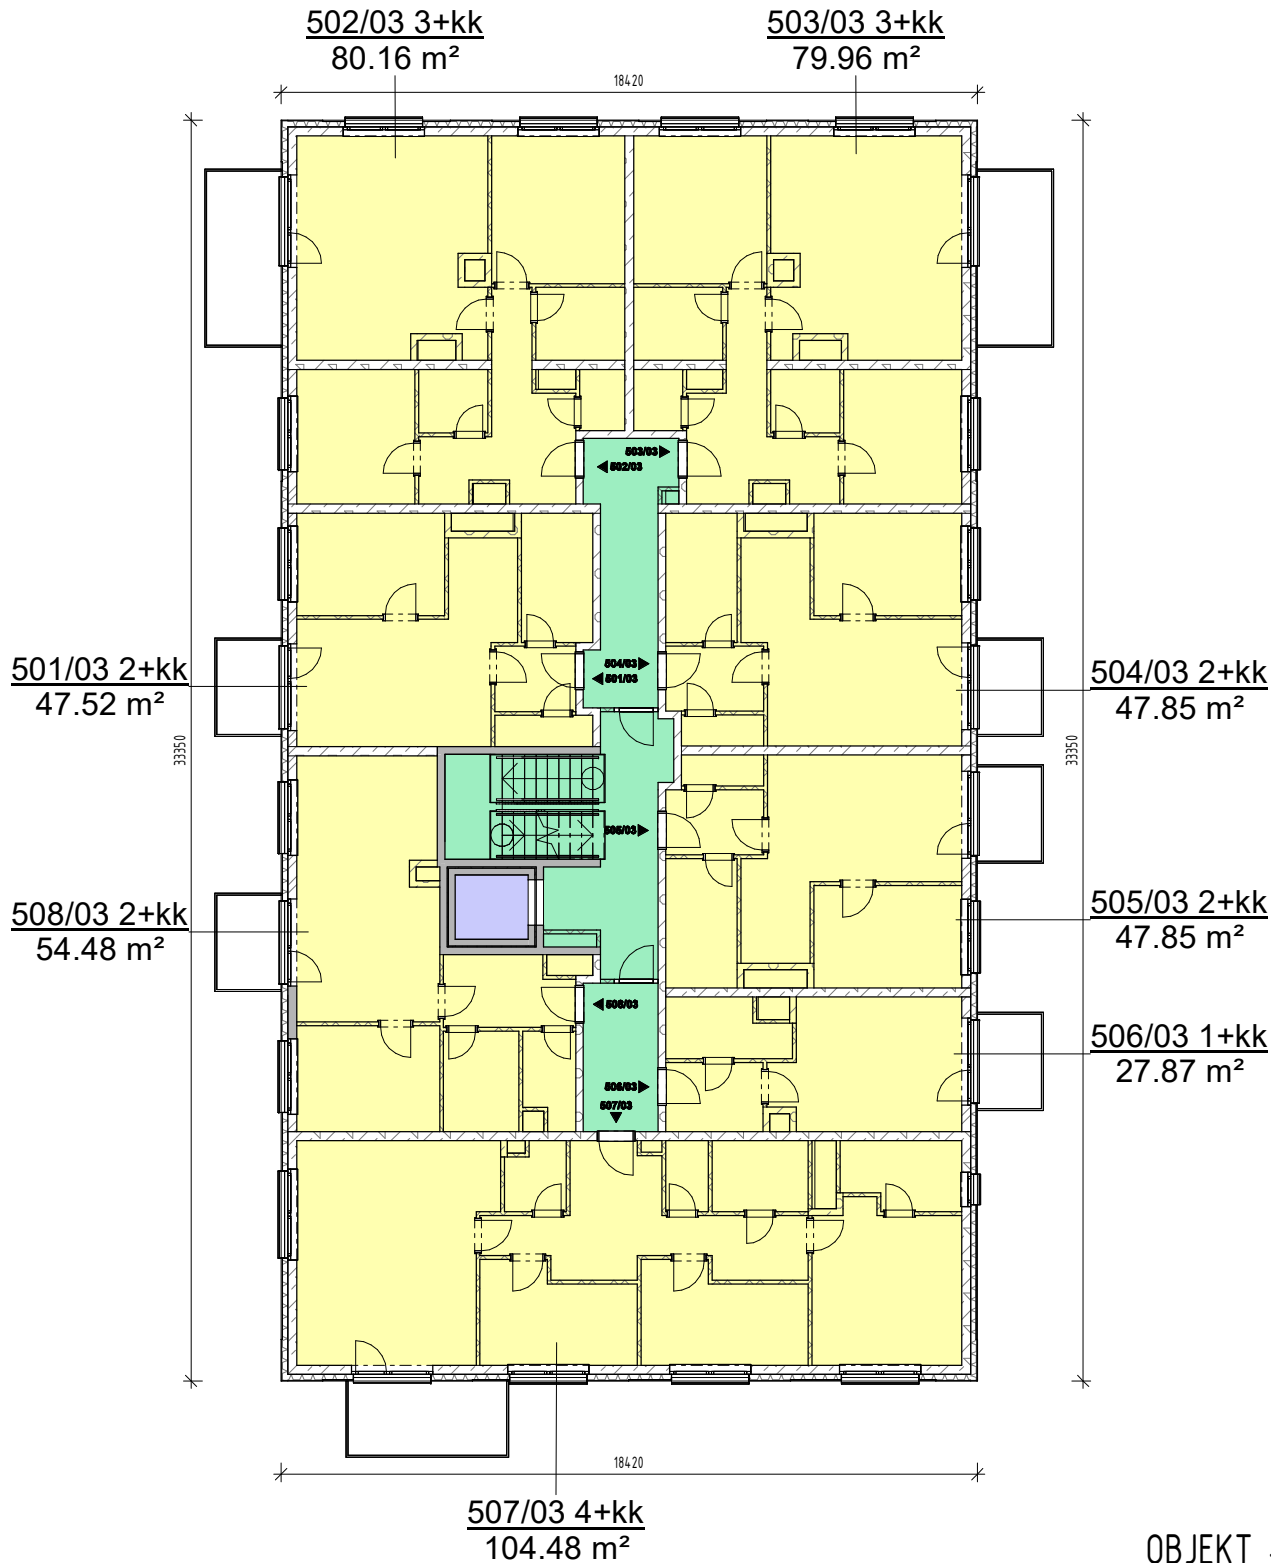 502/03 3+kk
80.16 m²
503/03 3+kk
79.96 m²
18420
503/03
502/03
501/03 2+kk
47.52 m²
504/03
501/03
504/03 2+kk
47.85 m²
33350
33350
505/03
508/03 2+kk
54.48 m²
505/03 2+kk
47.85 m²
506/03 1+kk
27.87 m²
506/03
507/03
18420
507/03 4+kk
104.48 m²
OBJEKT